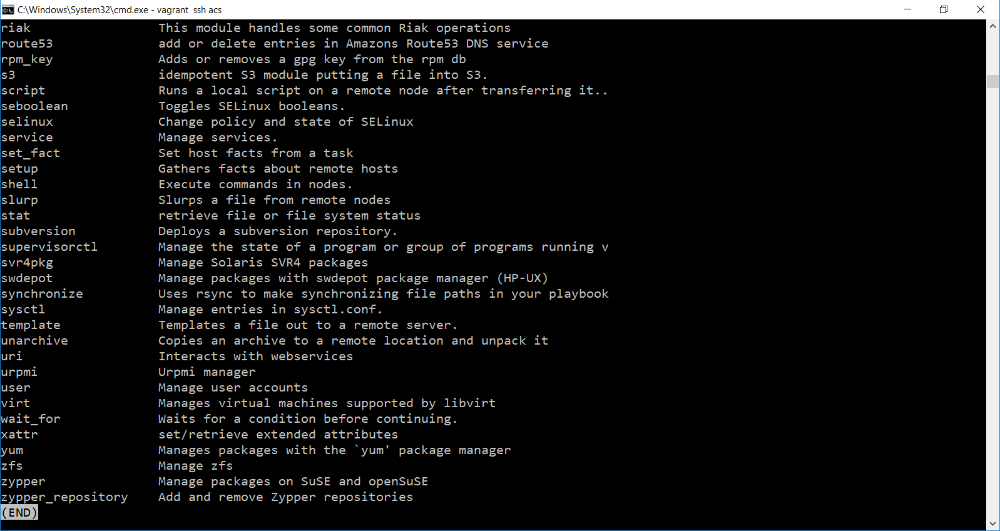 C:\Windows\System32\cmd.exe - vagrant  ssh acs
riak                 This module handles some common Riak operations
route53              add or delete entries in Amazons Route53 DNS service
rpm_key              Adds or removes a gpg key from the rpm db
s3                   idempotent S3 module putting a file into S3.
script               Runs a local script on a remote node after transferring it..
seboolean            Toggles SELinux booleans.
selinux              Change policy and state of SELinux
service              Manage services.
set_fact             Set host facts from a task
setup                Gathers facts about remote hosts
shell                Execute commands in nodes.
slurp                Slurps a file from remote nodes
stat                 retrieve file or file system status
subversion           Deploys a subversion repository.
supervisorctl        Manage the state of a program or group of programs running v
svr4pkg              Manage Solaris SVR4 packages
swdepot              Manage packages with swdepot package manager (HP-UX)
synchronize          Uses rsync to make synchronizing file paths in your playbook
sysctl               Manage entries in sysctl.conf.
template             Templates a file out to a remote server.
unarchive            Copies an archive to a remote location and unpack it
uri                  Interacts with webservices
urpmi                Urpmi manager
user                 Manage user accounts
virt                 Manages virtual machines supported by libvirt
wait_for             Waits for a condition before continuing.
xattr                set/retrieve extended attributes
yum                  Manages packages with the `yum' package manager
zfs                  Manage zfs
zypper               Manage packages on SuSE and openSuSE
zypper_repository    Add and remove Zypper repositories
(END)